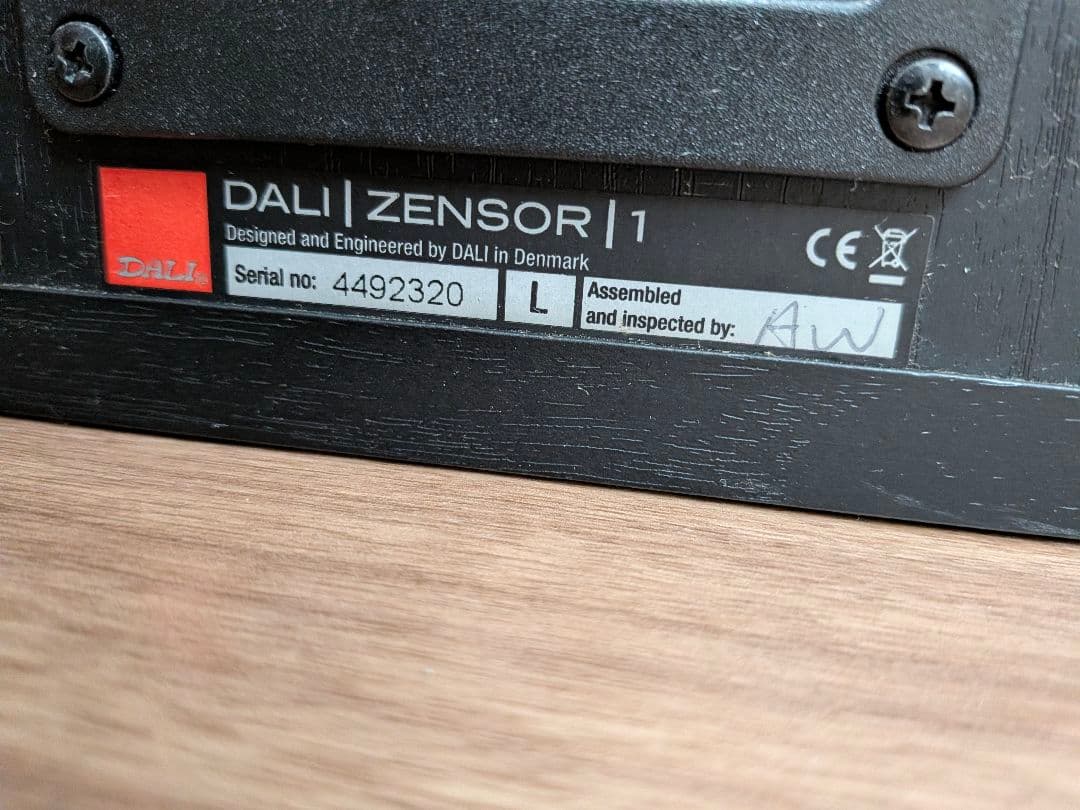 DALI
DALI | ZENSOR | 1
Designed and Engineered by DALI in Denmark
CE
Serial no: 4492320
L
Assembled
and inspected by: AW